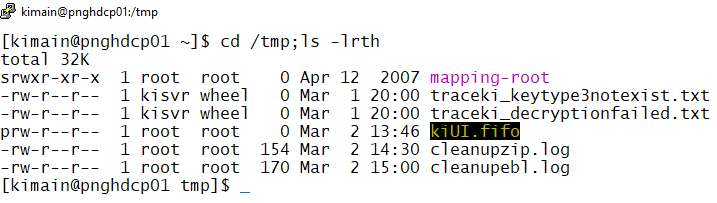 kimain@pnghdcp01:/tmp
[kimain@pnghdcp01 ~]$ cd /tmp;ls -lrth
total 32K
srwxr-xr-x  1 root  root    0 Apr 12  2007 mapping-root
-rw-r--r--  1 kisvr wheel   0 Mar  1 20:00 traceki_keytype3notexist.txt
-rw-r--r--  1 kisvr wheel   0 Mar  1 20:00 traceki_decryptionfailed.txt
prw-r--r--  1 root  root    0 Mar  2 13:46 kiUI.fifo
-rw-r--r--  1 root  root  154 Mar  2 14:30 cleanupzip.log
-rw-r--r--  1 root  root  170 Mar  2 15:00 cleanupebl.log
[kimain@pnghdcp01 tmp]$ _